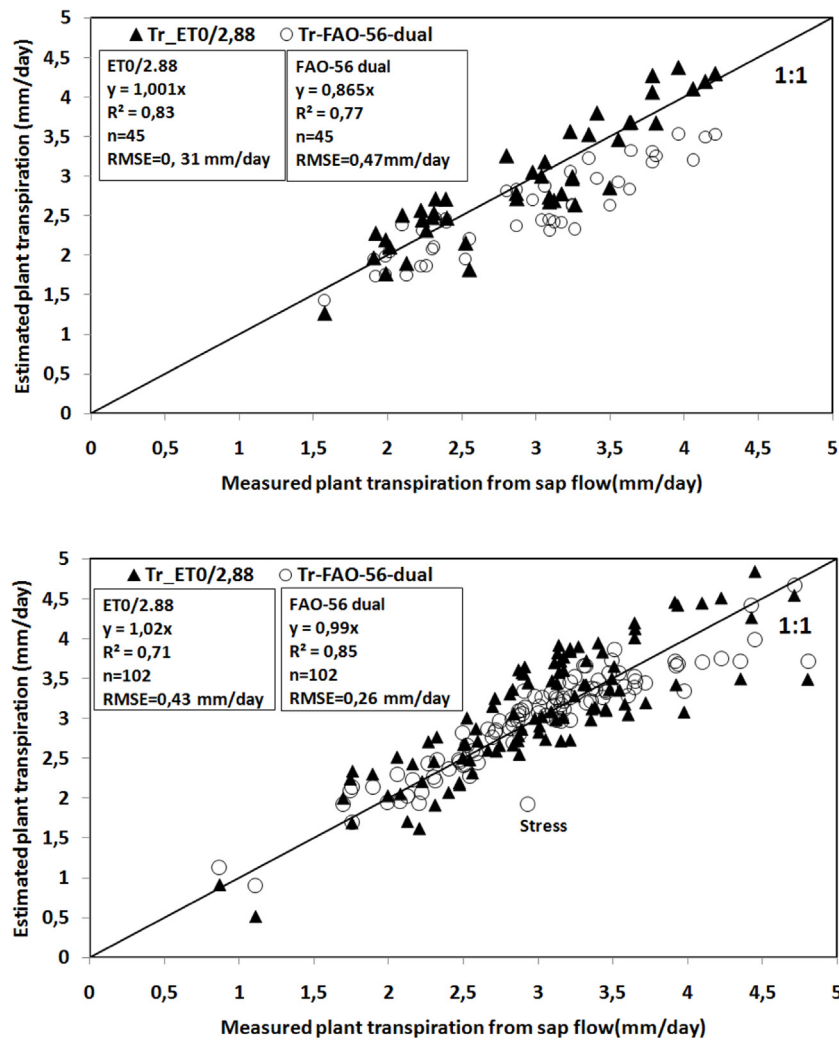 Tr_ET0/2,88 Tr-FAO-56-dual
ET0/2.88
y = 1,001x
R² = 0,83
n=45
RMSE=0, 31 mm/day
FAO-56 dual
y = 0,865x
R² = 0,77
n=45
RMSE=0,47mm/day
1:1
Estimated plant transpiration (mm/day)
5
4,5
4
3,5
3
2,5
2
1,5
1
0,5
0
0 0,5 1 1,5 2 2,5 3 3,5 4 4,5 5
Measured plant transpiration from sap flow(mm/day)
Tr_ET0/2,88 Tr-FAO-56-dual
ET0/2.88
y = 1,02x
R² = 0,71
n=102
RMSE=0,43 mm/day
FAO-56 dual
y = 0,99x
R² = 0,85
n=102
RMSE=0,26 mm/day
1:1
Stress
Estimated plant transpiration (mm/day)
5
4,5
4
3,5
3
2,5
2
1,5
1
0,5
0
0 0,5 1 1,5 2 2,5 3 3,5 4 4,5 5
Measured plant transpiration from sap flow(mm/day)